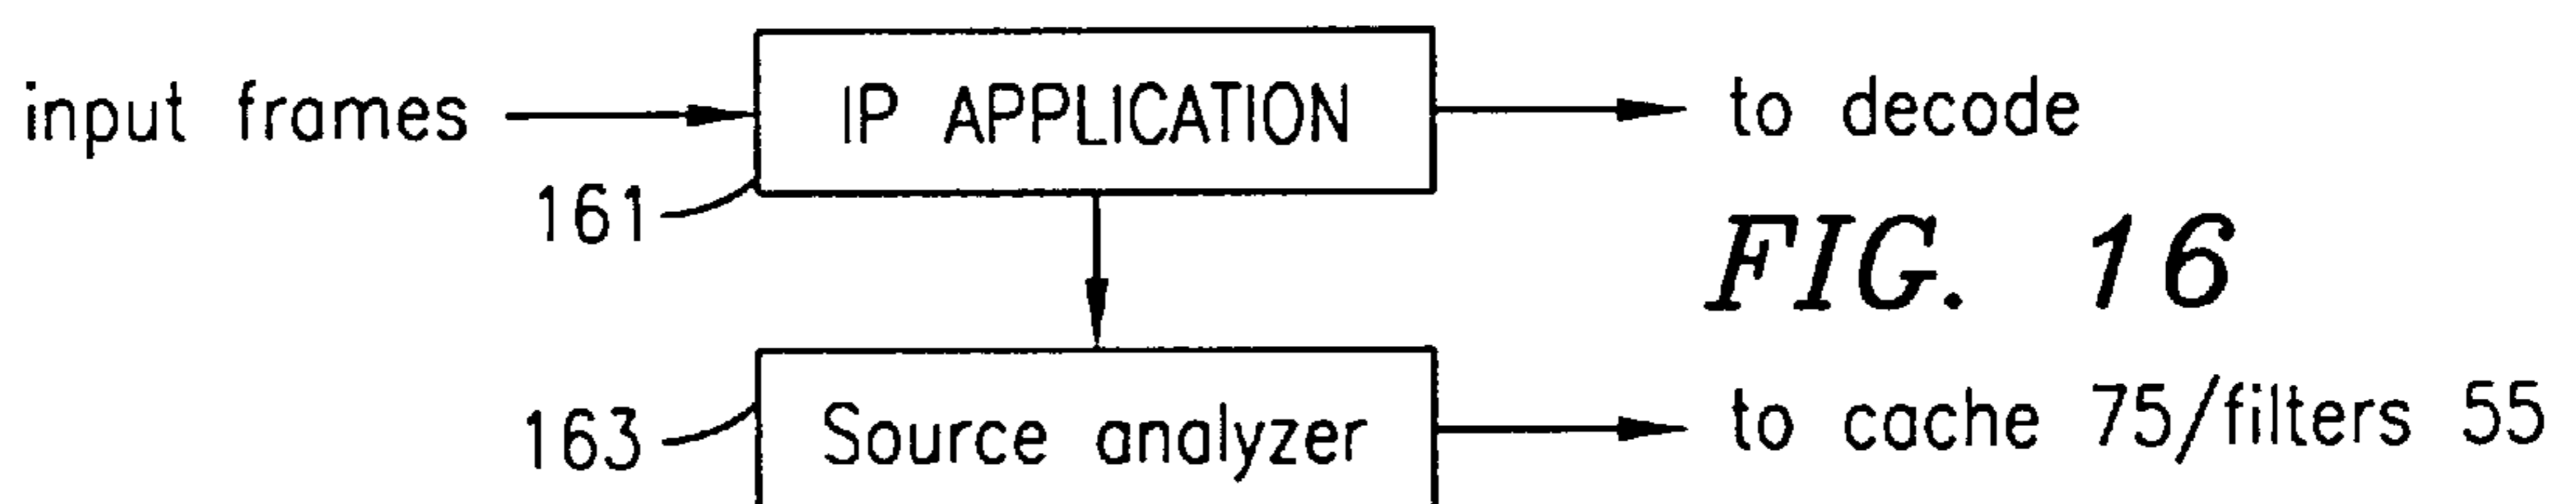 input frames
IP APPLICATION
to decode
161
FIG. 16
163
Source analyzer
to cache 75/filters 55